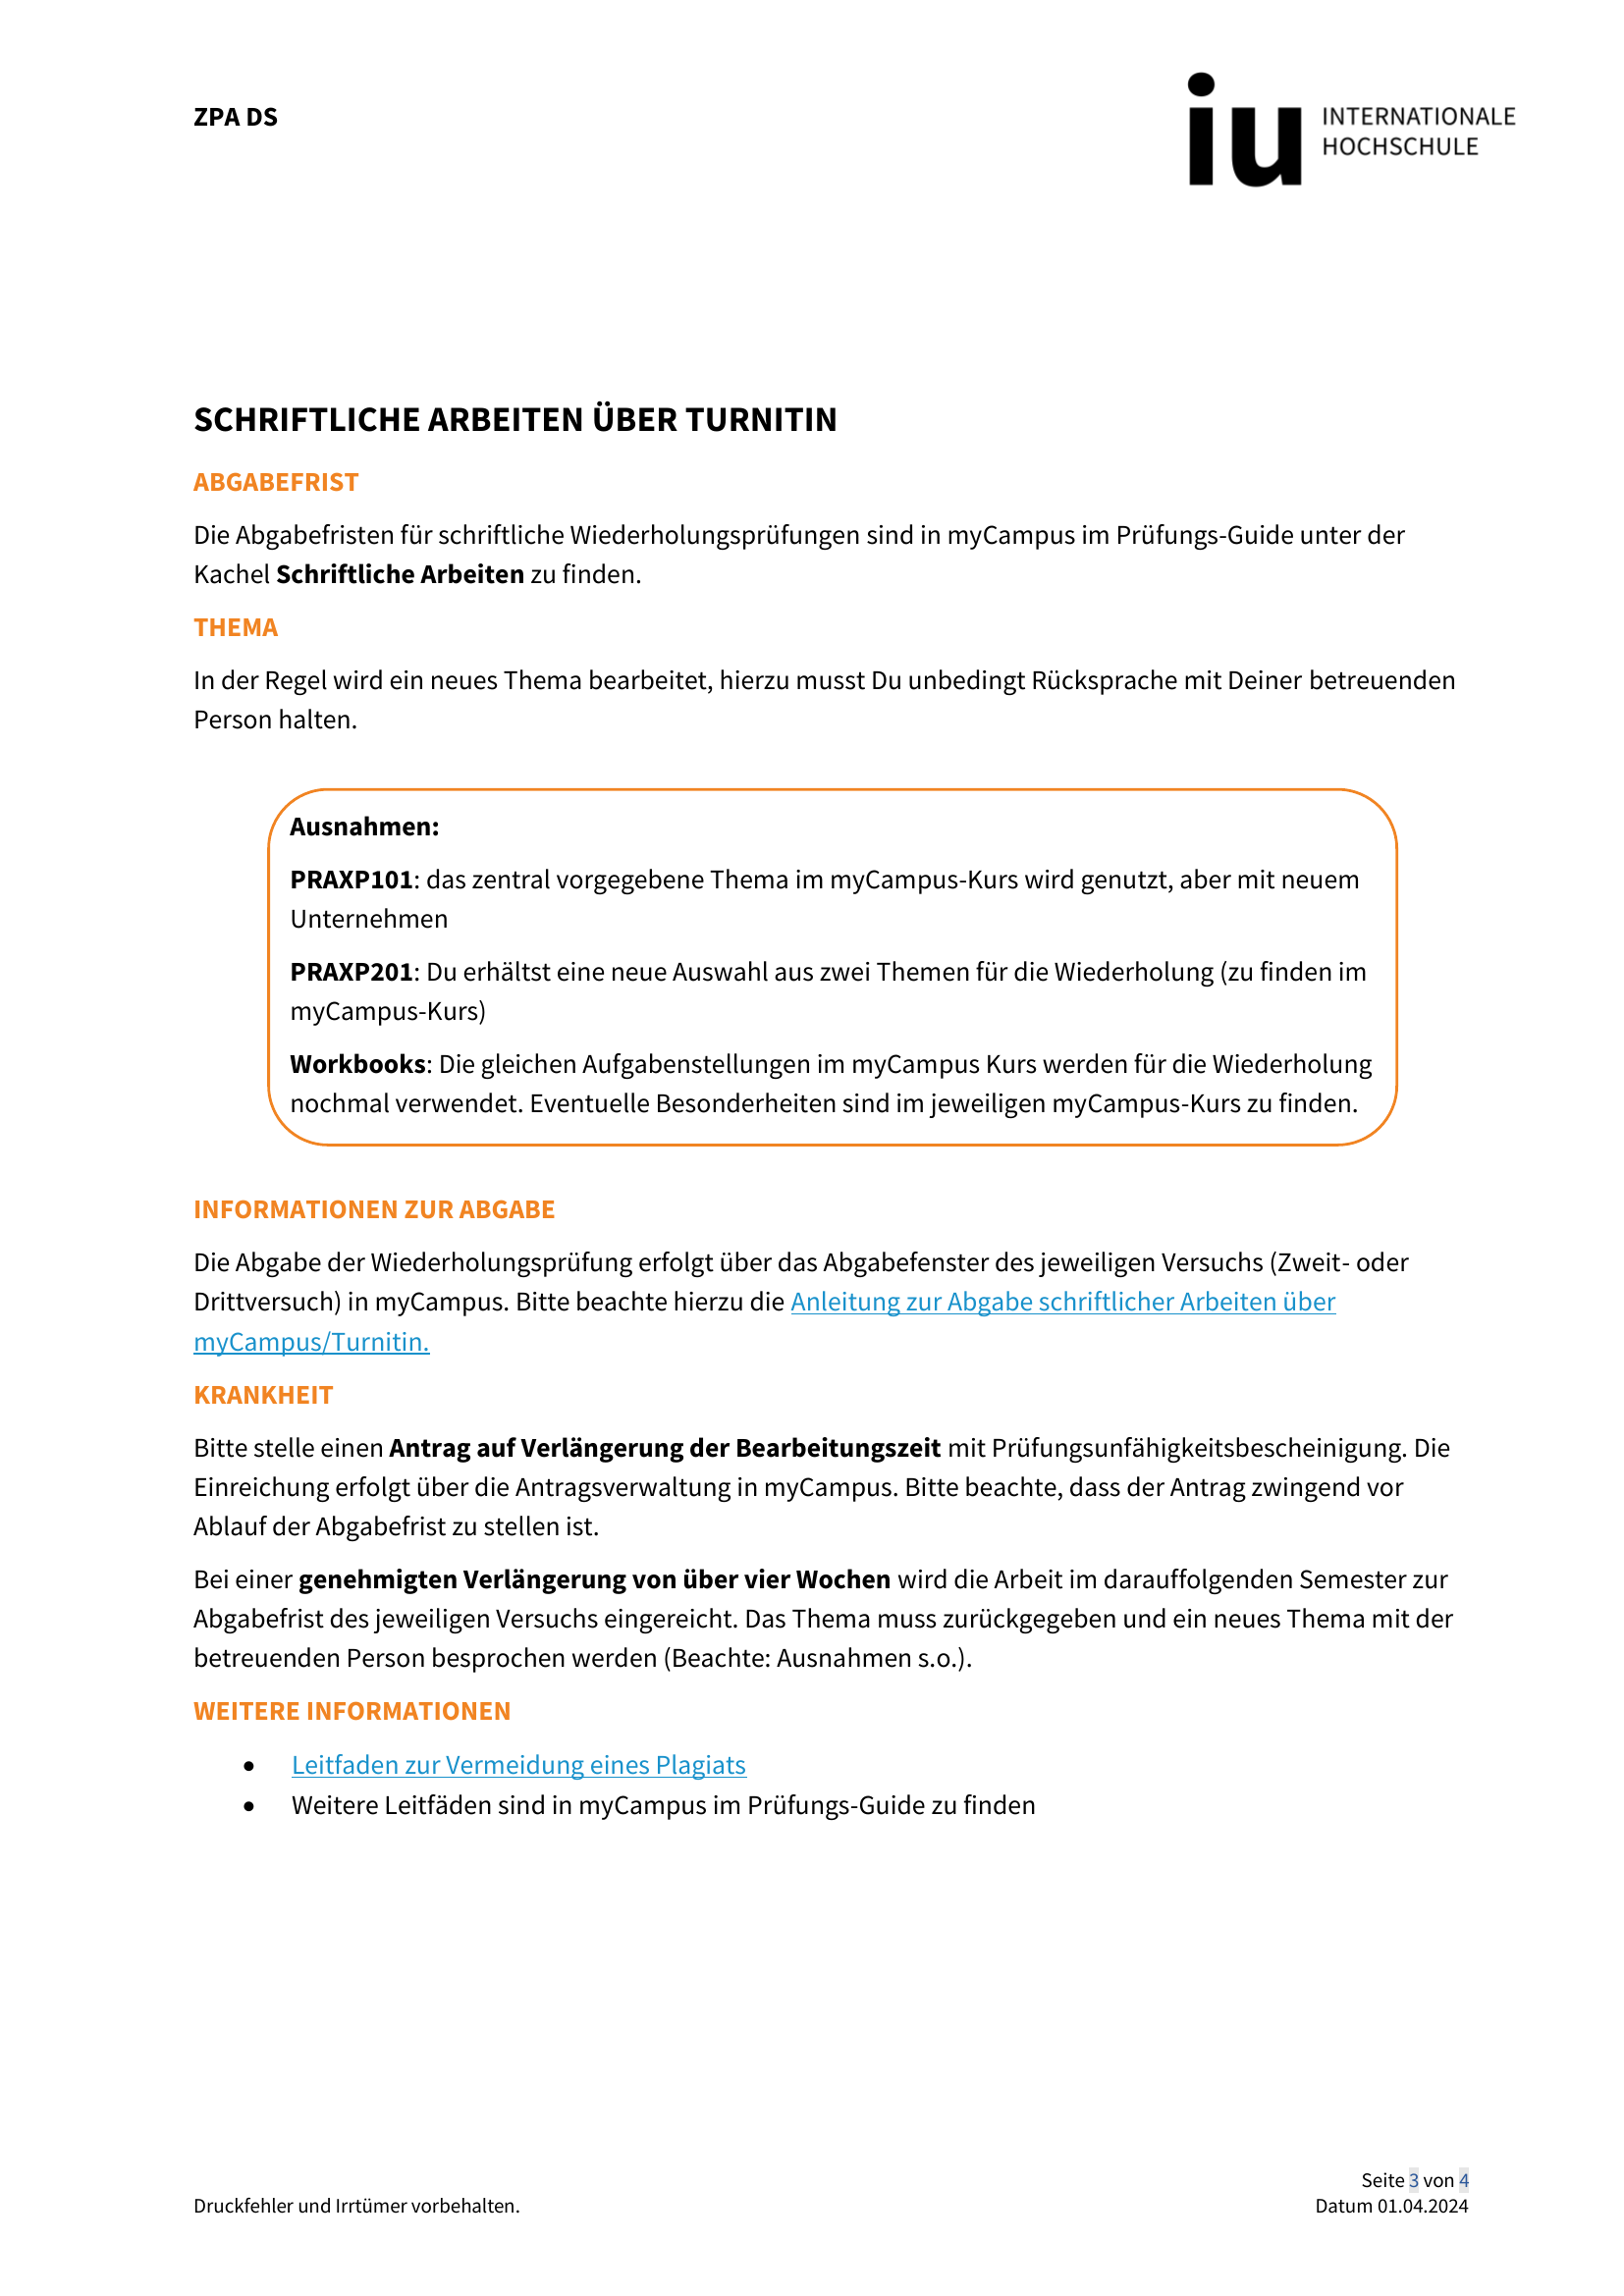 ZPA DS
iu INTERNATIONALE
HOCHSCHULE
SCHRIFTLICHE ARBEITEN ÜBER TURNITIN
ABGABEFRIST
Die Abgabefristen für schriftliche Wiederholungsprüfungen sind in myCampus im Prüfungs-Guide unter der
Kachel Schriftliche Arbeiten zu finden.
THEMA
In der Regel wird ein neues Thema bearbeitet, hierzu musst Du unbedingt Rücksprache mit Deiner betreuenden
Person halten.
Ausnahmen:
PRAXP101: das zentral vorgegebene Thema im myCampus-Kurs wird genutzt, aber mit neuem
Unternehmen
PRAXP201: Du erhältst eine neue Auswahl aus zwei Themen für die Wiederholung (zu finden im
myCampus-Kurs)
Workbooks: Die gleichen Aufgabenstellungen im myCampus Kurs werden für die Wiederholung
nochmal verwendet. Eventuelle Besonderheiten sind im jeweiligen myCampus-Kurs zu finden.
INFORMATIONEN ZUR ABGABE
Die Abgabe der Wiederholungsprüfung erfolgt über das Abgabefenster des jeweiligen Versuchs (Zweit- oder
Drittversuch) in myCampus. Bitte beachte hierzu die Anleitung zur Abgabe schriftlicher Arbeiten über
myCampus/Turnitin.
KRANKHEIT
Bitte stelle einen Antrag auf Verlängerung der Bearbeitungszeit mit Prüfungsunfähigkeitsbescheinigung. Die
Einreichung erfolgt über die Antragsverwaltung in myCampus. Bitte beachte, dass der Antrag zwingend vor
Ablauf der Abgabefrist zu stellen ist.
Bei einer genehmigten Verlängerung von über vier Wochen wird die Arbeit im darauffolgenden Semester zur
Abgabefrist des jeweiligen Versuchs eingereicht. Das Thema muss zurückgegeben und ein neues Thema mit der
betreuenden Person besprochen werden (Beachte: Ausnahmen s.o.).
WEITERE INFORMATIONEN
• Leitfaden zur Vermeidung eines Plagiats
• Weitere Leitfäden sind in myCampus im Prüfungs-Guide zu finden
Seite 3 von 4
Druckfehler und Irrtümer vorbehalten.
Datum 01.04.2024